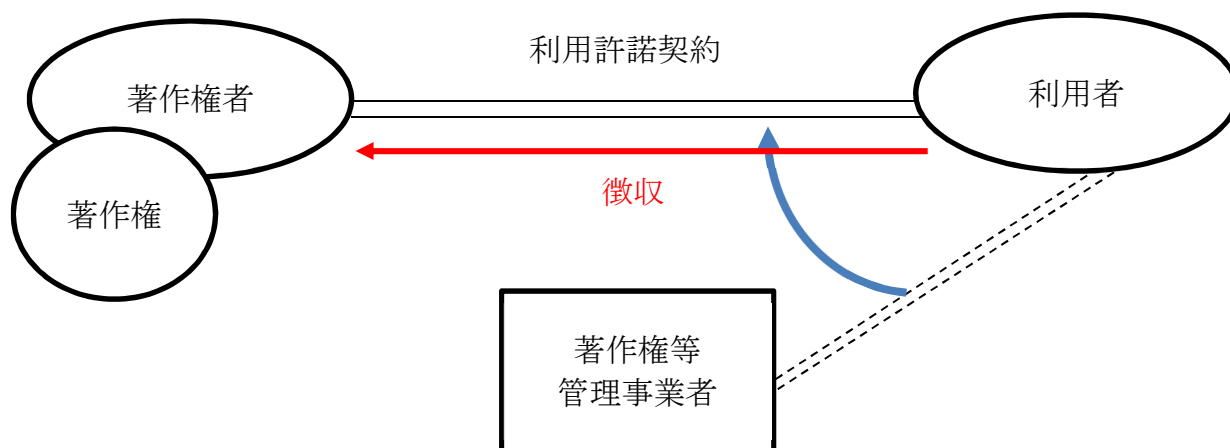 利用許諾契約
著作権者
利用者
徴収
著作権
著作権等
管理事業者